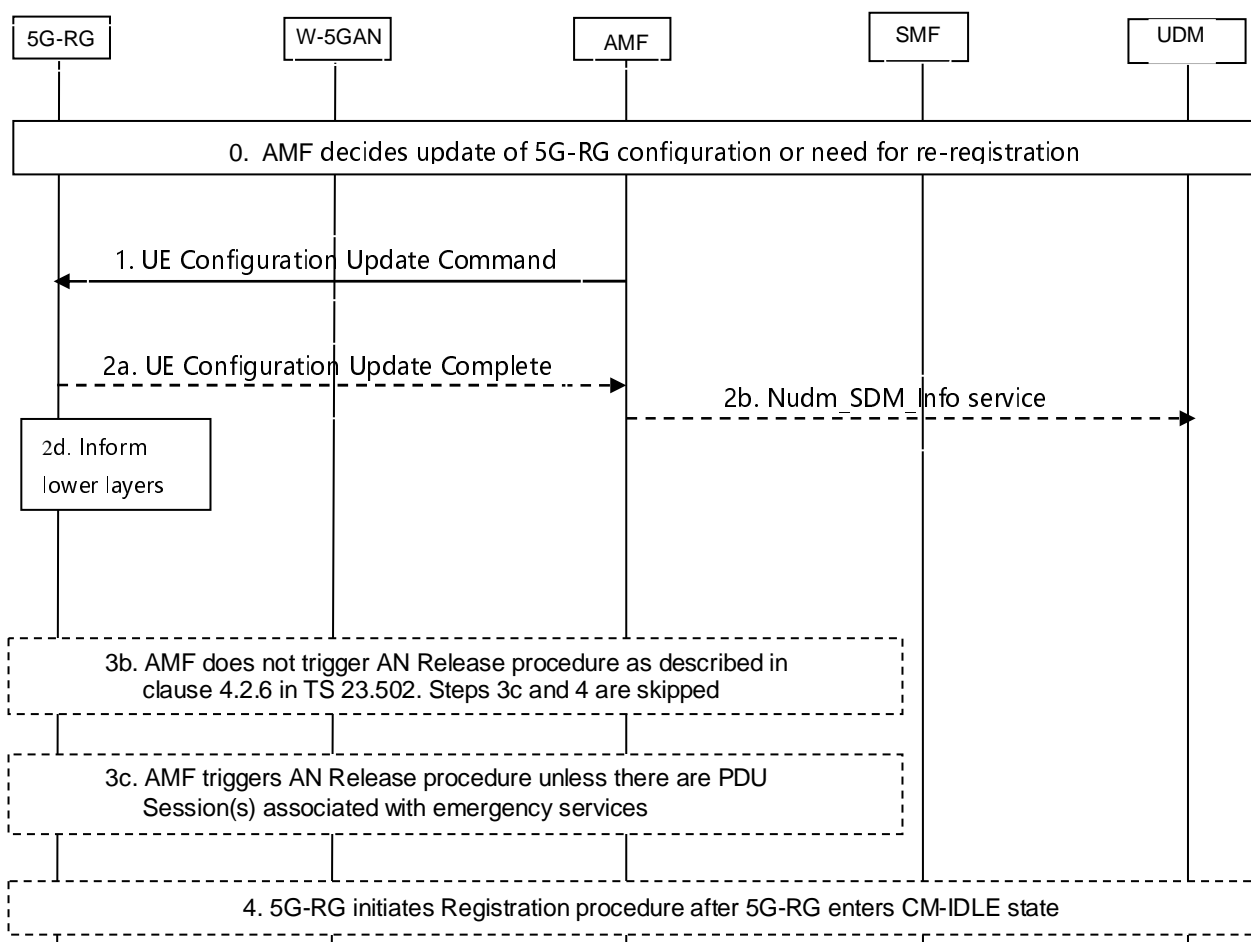 5G-RG
W-5GAN
AMF
SMF
UDM
0. AMF decides update of 5G-RG configuration or need for re-registration
1. UE Configuration Update Command
2a. UE Configuration Update Complete
2b. Nudm_SDM_Info service
2d. Inform
lower layers
3b. AMF does not trigger AN Release procedure as described in
clause 4.2.6 in TS 23.502. Steps 3c and 4 are skipped
3c. AMF triggers AN Release procedure unless there are PDU
Session(s) associated with emergency services
4. 5G-RG initiates Registration procedure after 5G-RG enters CM-IDLE state